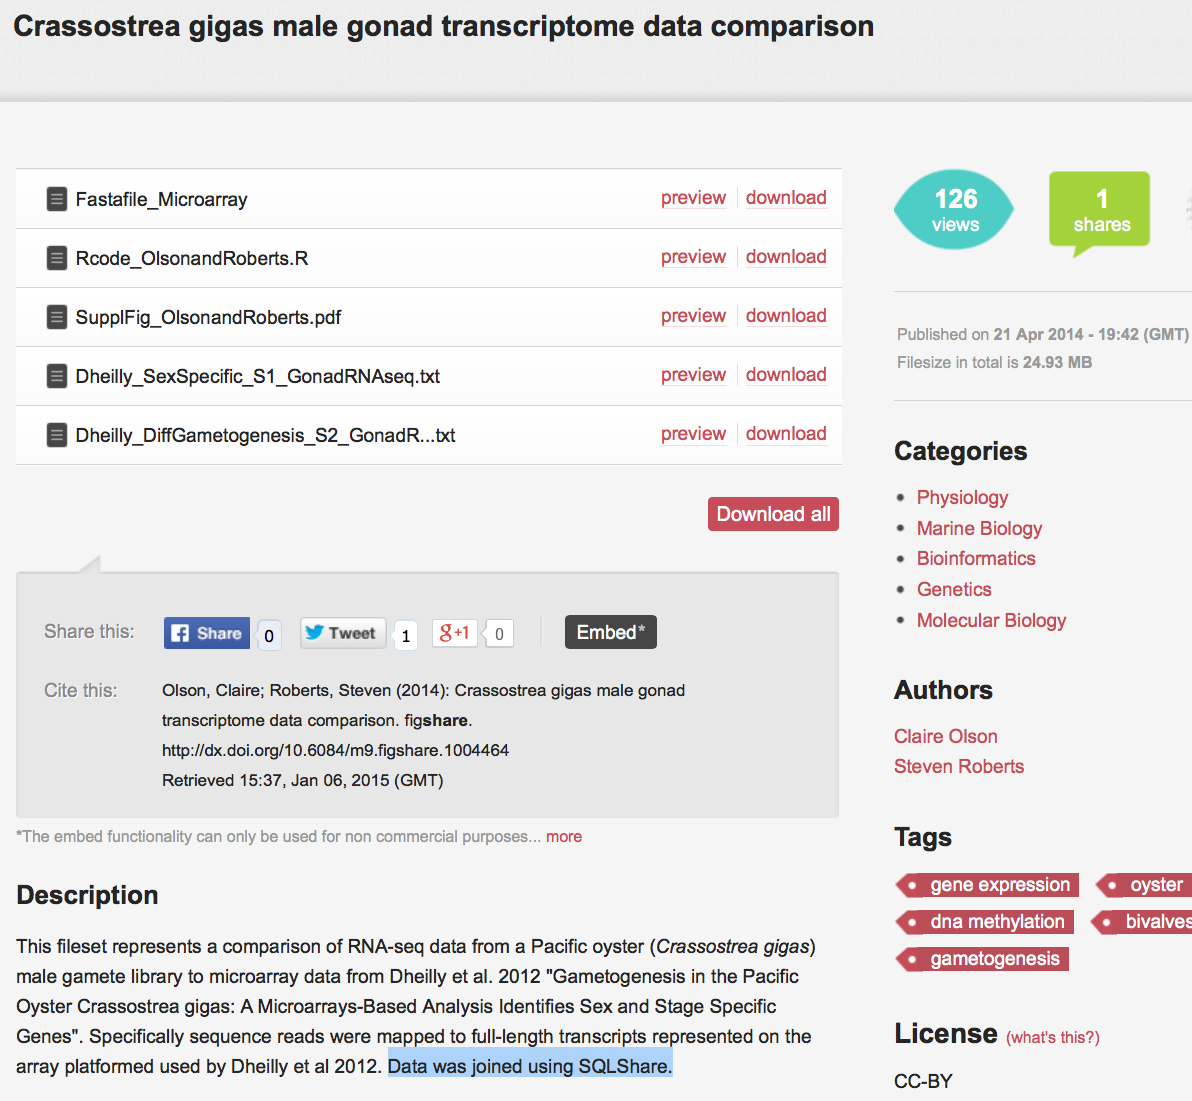 Crassostrea gigas male gonad transcriptome data comparison
Fastafile_Microarray preview download
Rcode_OlsonandRoberts.R preview download
SupplFig_OlsonandRoberts.pdf preview download
Dheilly_SexSpecific_S1_GonadRNAseq.txt preview download
Dheilly_DiffGametogenesis_S2_GonadR...txt preview download
Download all
Share this: Share 0 Tweet 1 g+1 0 Embed*
Cite this: Olson, Claire; Roberts, Steven (2014): Crassostrea gigas male gonad
transcriptome data comparison. figshare.
http://dx.doi.org/10.6084/m9.figshare.1004464
Retrieved 15:37, Jan 06, 2015 (GMT)
*The embed functionality can only be used for non commercial purposes... more
Description
This fileset represents a comparison of RNA-seq data from a Pacific oyster (Crassostrea gigas)
male gamete library to microarray data from Dheilly et al. 2012 "Gametogenesis in the Pacific
Oyster Crassostrea gigas: A Microarrays-Based Analysis Identifies Sex and Stage Specific
Genes". Specifically sequence reads were mapped to full-length transcripts represented on the
array platformed used by Dheilly et al 2012. Data was joined using SQLShare.
126 views
1 shares
Published on 21 Apr 2014 - 19:42 (GMT)
Filesize in total is 24.93 MB
Categories
Physiology
Marine Biology
Bioinformatics
Genetics
Molecular Biology
Authors
Claire Olson
Steven Roberts
Tags
gene expression oyster
dna methylation bivalves
gametogenesis
License (what's this?)
CC-BY